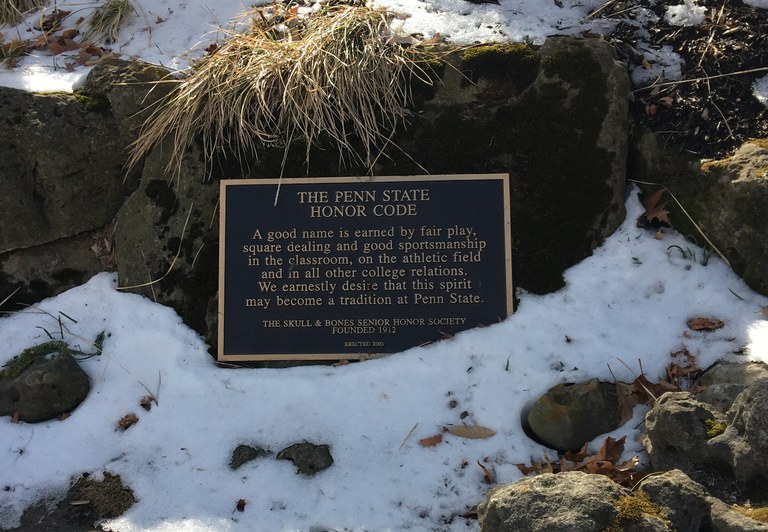 THE PENN STATE
HONOR CODE
A good name is earned by fair play,
square dealing and good sportsmanship
in the classroom, on the athletic field
and in all other college relations.
We earnestly desire that this spirit
may become a tradition at Penn State.
THE SKULL & BONES SENIOR HONOR SOCIETY
FOUNDED 1912
ERECTED